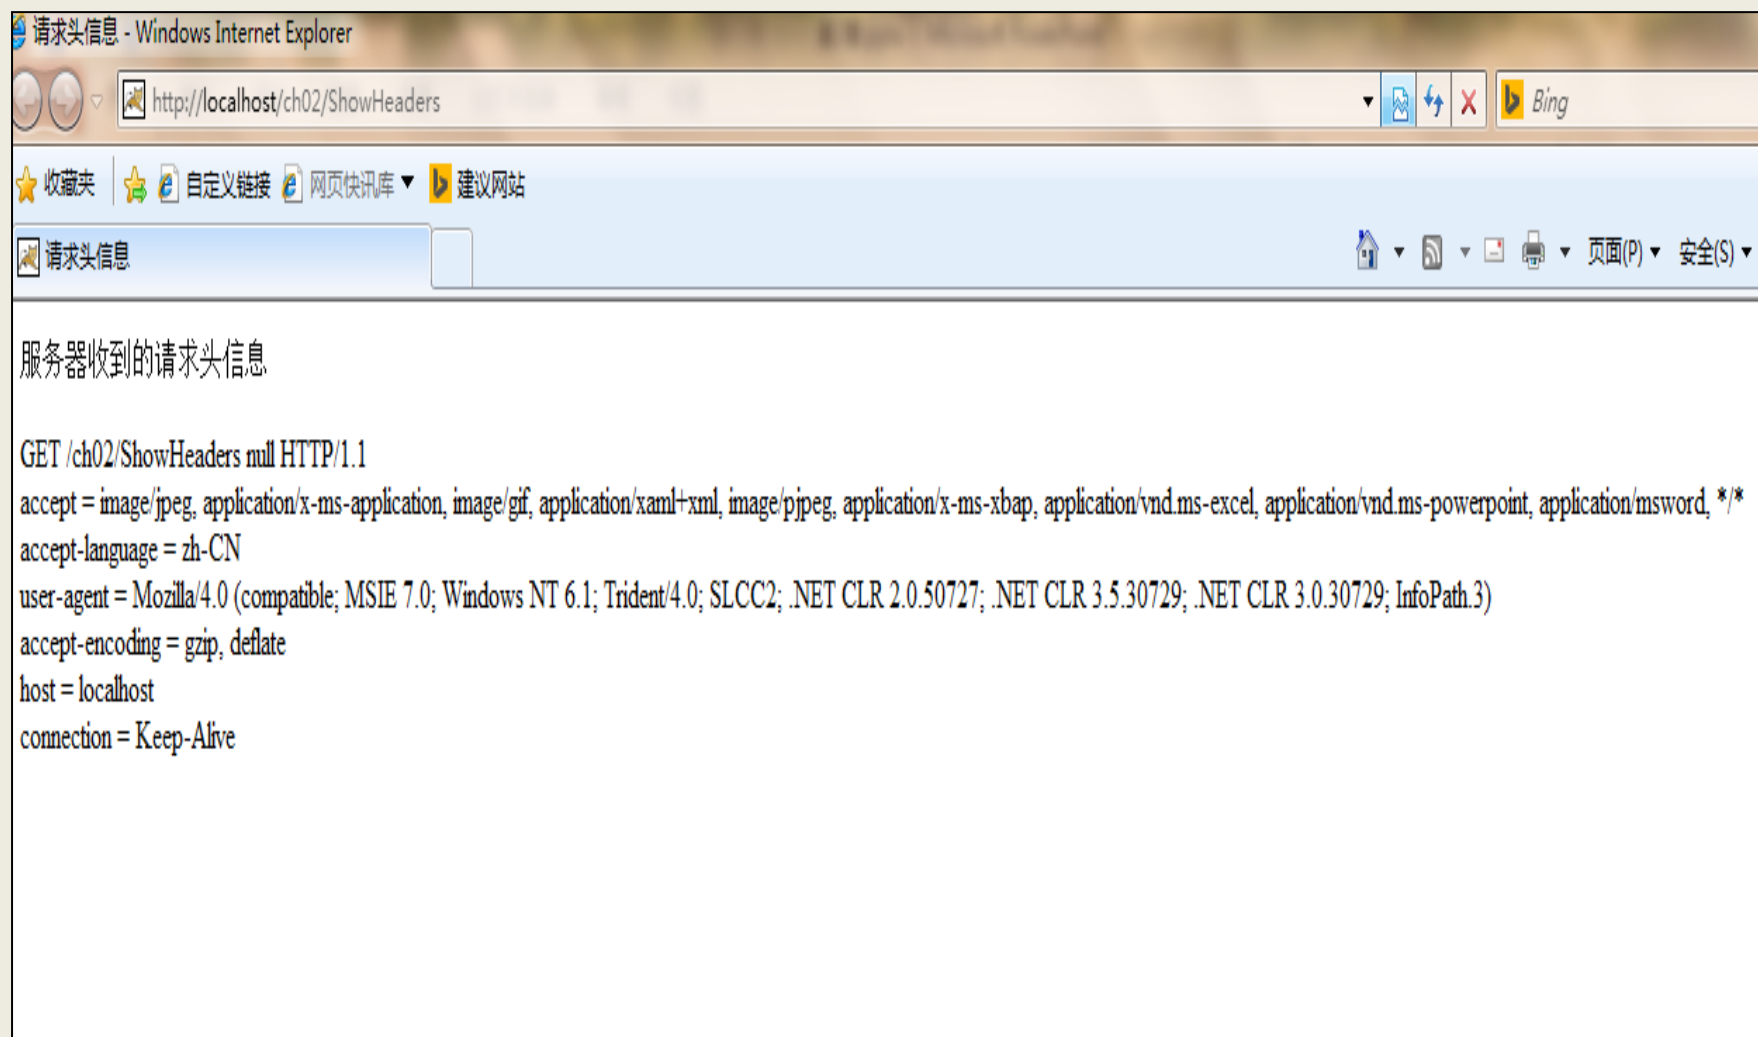 请求头信息 - Windows Internet Explorer
http://localhost/ch02/ShowHeaders
Bing
收藏夹 自定义链接 网页快讯库 建议网站
请求头信息 页面(P) 安全(S)
服务器收到的请求头信息
GET /ch02/ShowHeaders null HTTP/1.1
accept = image/jpeg, application/x-ms-application, image/gif, application/xaml+xml, image/pjpeg, application/x-ms-xbap, application/vnd.ms-excel, application/vnd.ms-powerpoint, application/msword, */*
accept-language = zh-CN
user-agent = Mozilla/4.0 (compatible; MSIE 7.0; Windows NT 6.1; Trident/4.0; SLCC2; .NET CLR 2.0.50727; .NET CLR 3.5.30729; .NET CLR 3.0.30729; InfoPath.3)
accept-encoding = gzip, deflate
host = localhost
connection = Keep-Alive